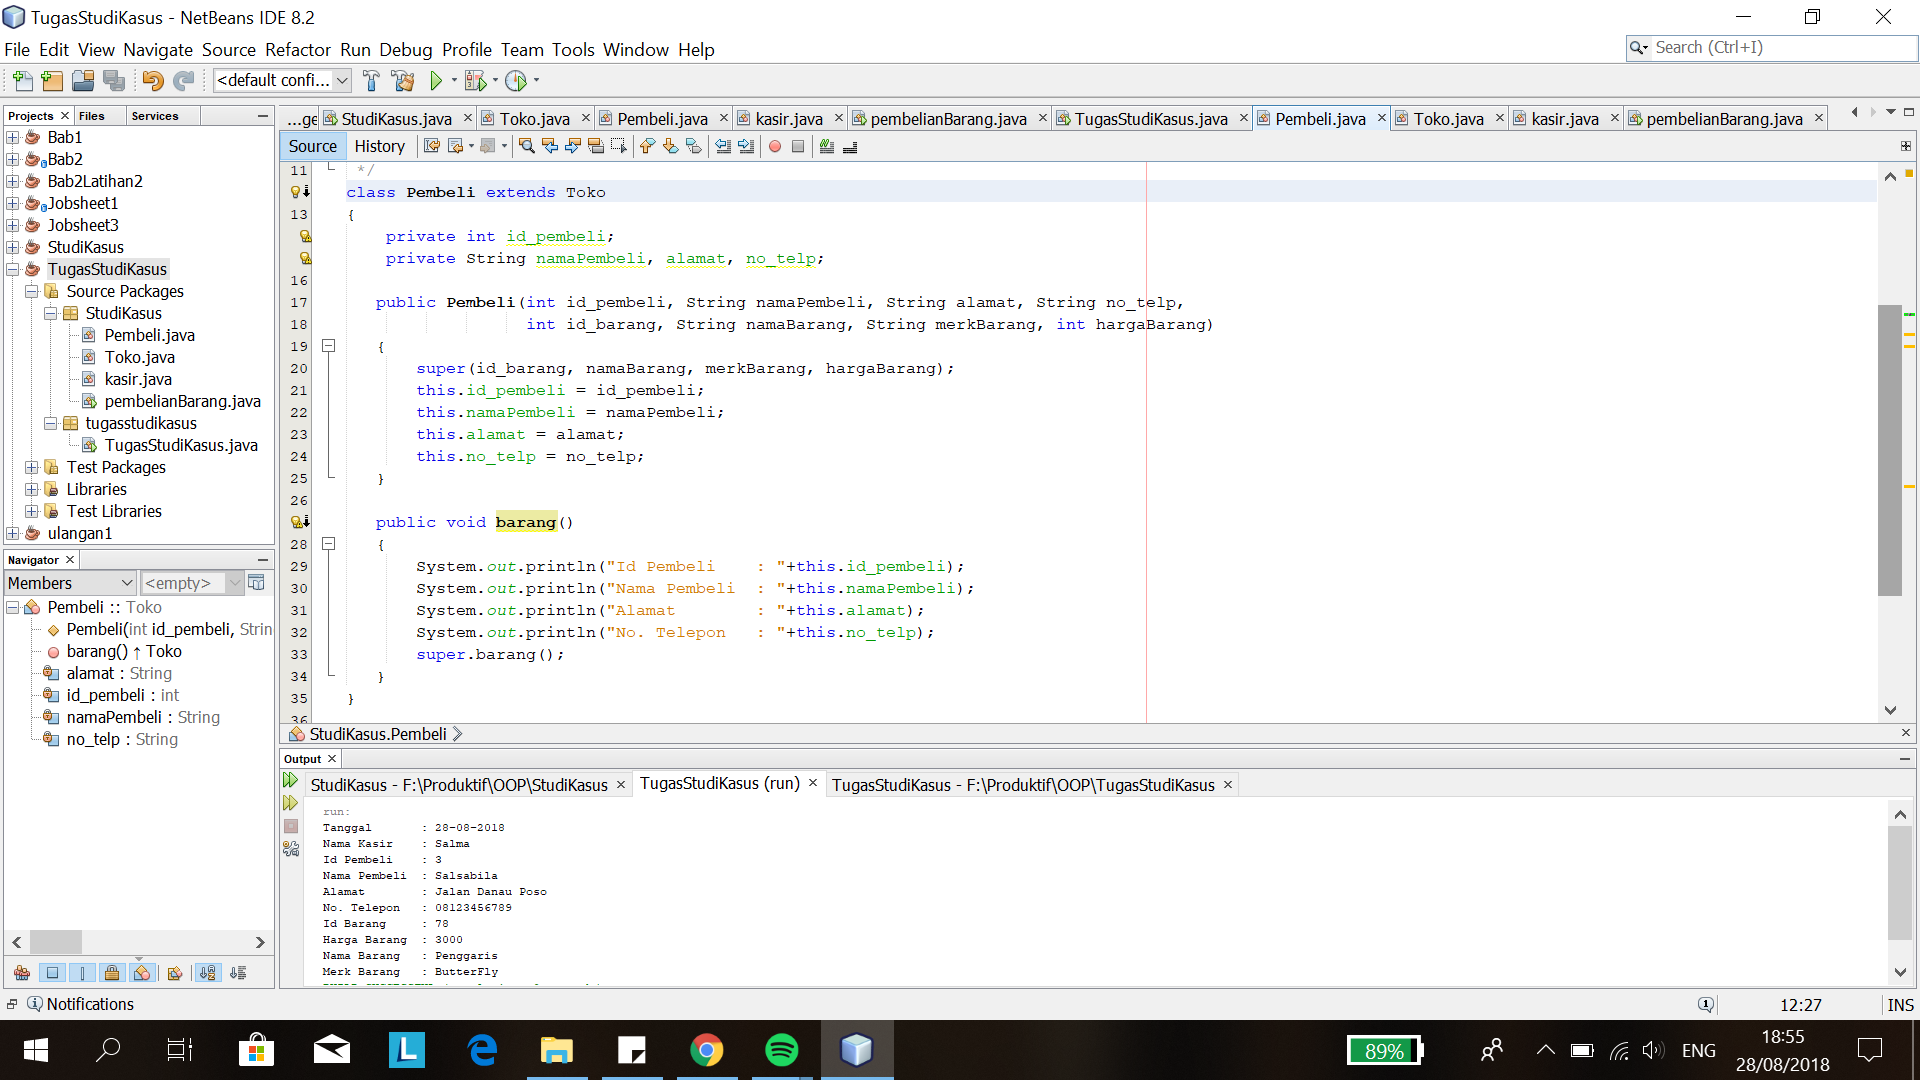 TugasStudiKasus - NetBeans IDE 8.2
File Edit View Navigate Source Refactor Run Debug Profile Team Tools Window Help
Search (Ctrl+I)
<default confi...
Projects Files Services
...ge StudiKasus.java Toko.java Pembeli.java kasir.java pembelianBarang.java TugasStudiKasus.java Pembeli.java Toko.java kasir.java pembelianBarang.java
Source History
Bab1
Bab2
Bab2Latihan2
Jobsheet1
Jobsheet3
StudiKasus
TugasStudiKasus
Source Packages
StudiKasus
Pembeli.java
Toko.java
kasir.java
pembelianBarang.java
tugasstudikasus
TugasStudiKasus.java
Test Packages
Libraries
Test Libraries
ulangan1
Navigator
Members <empty>
Pembeli :: Toko
Pembeli(int id_pembeli, Strin
barang() ↑ Toko
alamat : String
id_pembeli : int
namaPembeli : String
no_telp : String
11 */
class Pembeli extends Toko
13 {
private int id_pembeli;
private String namaPembeli, alamat, no_telp;
16
17 public Pembeli(int id_pembeli, String namaPembeli, String alamat, String no_telp,
18 int id_barang, String namaBarang, String merkBarang, int hargaBarang)
19 {
20 super(id_barang, namaBarang, merkBarang, hargaBarang);
21 this.id_pembeli = id_pembeli;
22 this.namaPembeli = namaPembeli;
23 this.alamat = alamat;
24 this.no_telp = no_telp;
25 }
26
public void barang()
28 {
29 System.out.println("Id Pembeli    : "+this.id_pembeli);
30 System.out.println("Nama Pembeli  : "+this.namaPembeli);
31 System.out.println("Alamat        : "+this.alamat);
32 System.out.println("No. Telepon   : "+this.no_telp);
33 super.barang();
34 }
35 }
36
StudiKasus.Pembeli
Output
StudiKasus - F:\Produktif\OOP\StudiKasus TugasStudiKasus (run) TugasStudiKasus - F:\Produktif\OOP\TugasStudiKasus
run:
Tanggal : 28-08-2018
Nama Kasir : Salma
Id Pembeli : 3
Nama Pembeli : Salsabila
Alamat : Jalan Danau Poso
No. Telepon : 08123456789
Id Barang : 78
Harga Barang : 3000
Nama Barang : Penggaris
Merk Barang : ButterFly
Notifications
12:27 INS
89%
ENG
18:55
28/08/2018